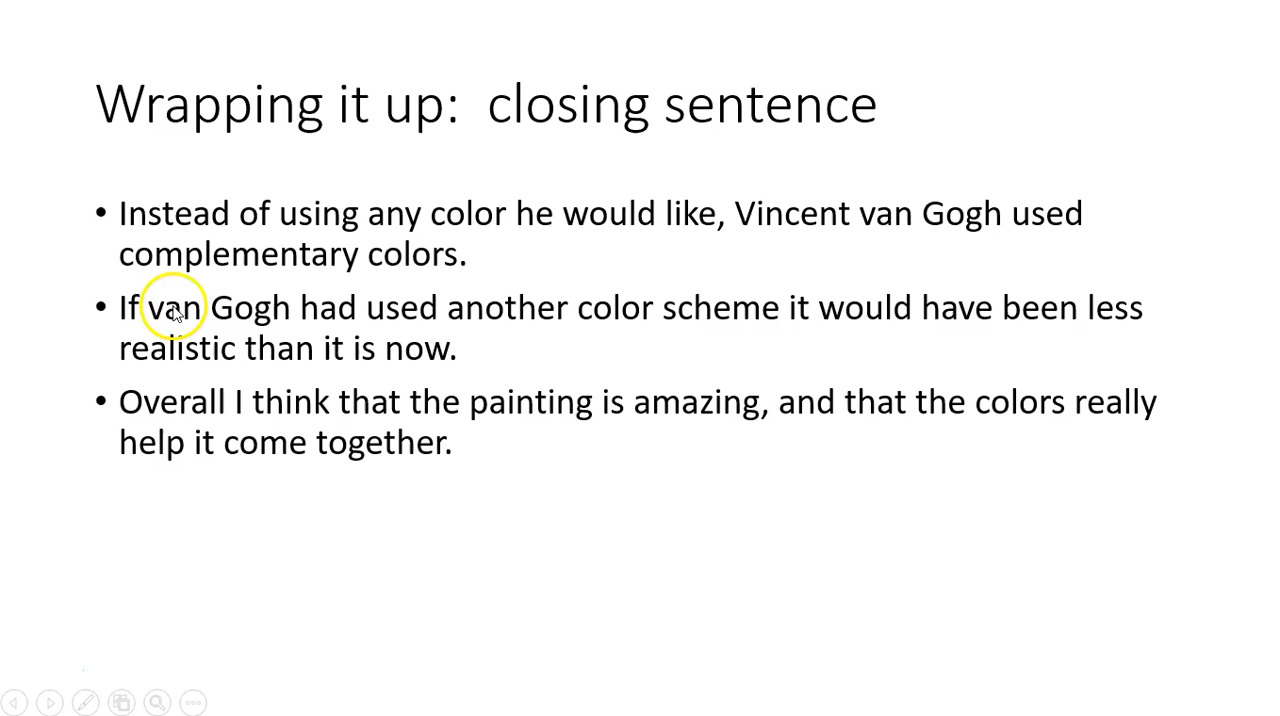 Wrapping it up: closing sentence
• Instead of using any color he would like, Vincent van Gogh used
complementary colors.
• If van Gogh had used another color scheme it would have been less
realistic than it is now.
• Overall I think that the painting is amazing, and that the colors really
help it come together.